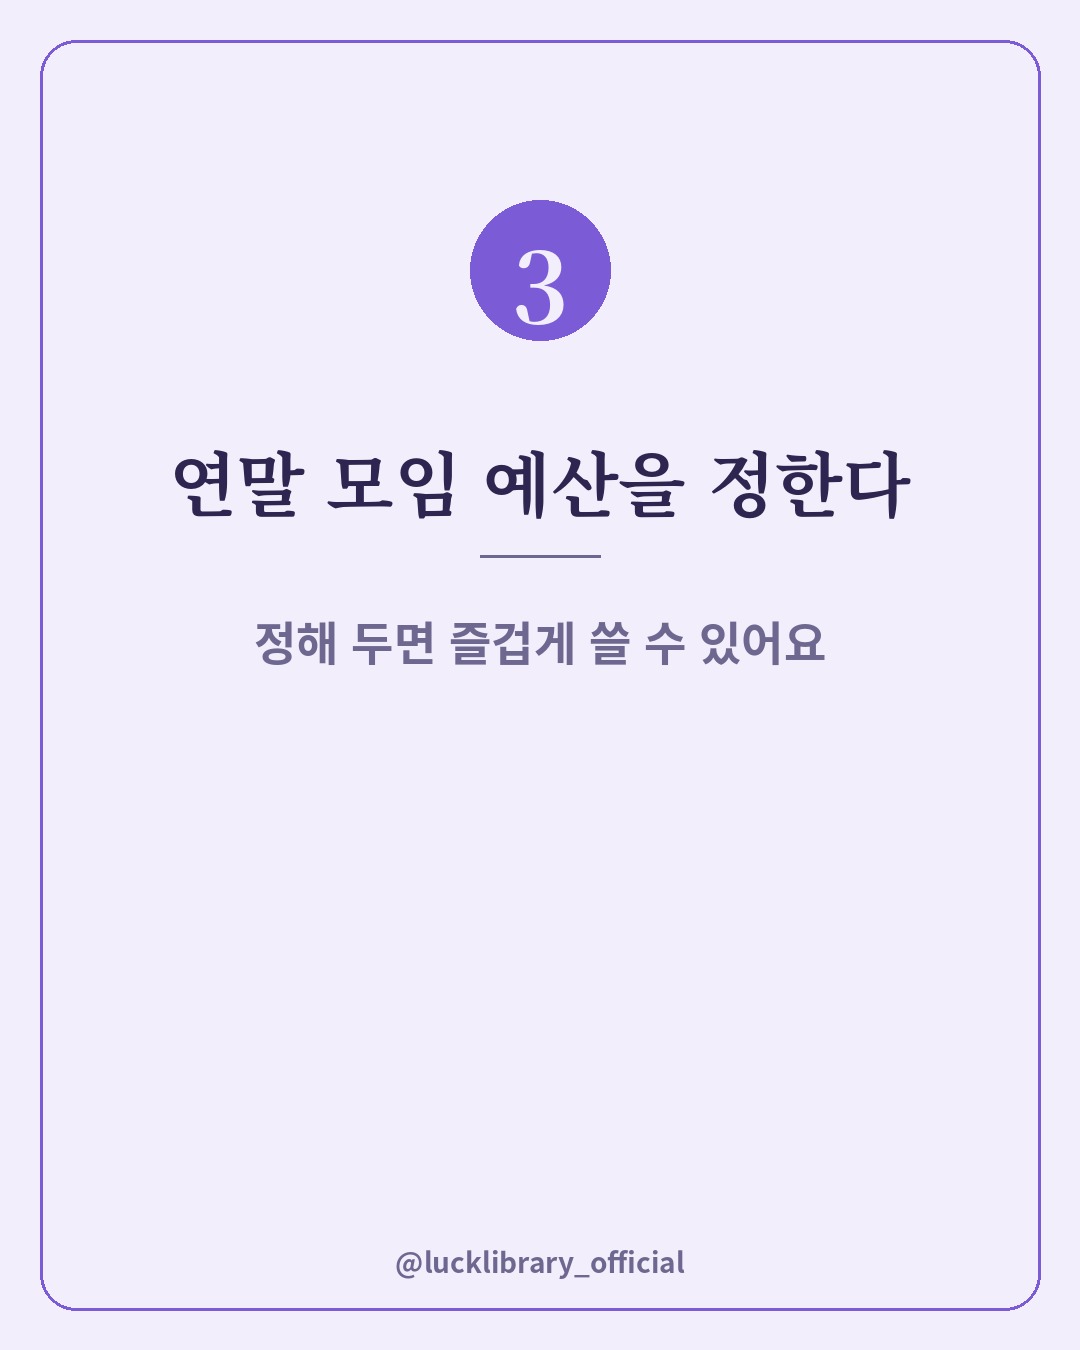 3
연말 모임 예산을 정한다
정해 두면 즐겁게 쓸 수 있어요
@lucklibrary_official